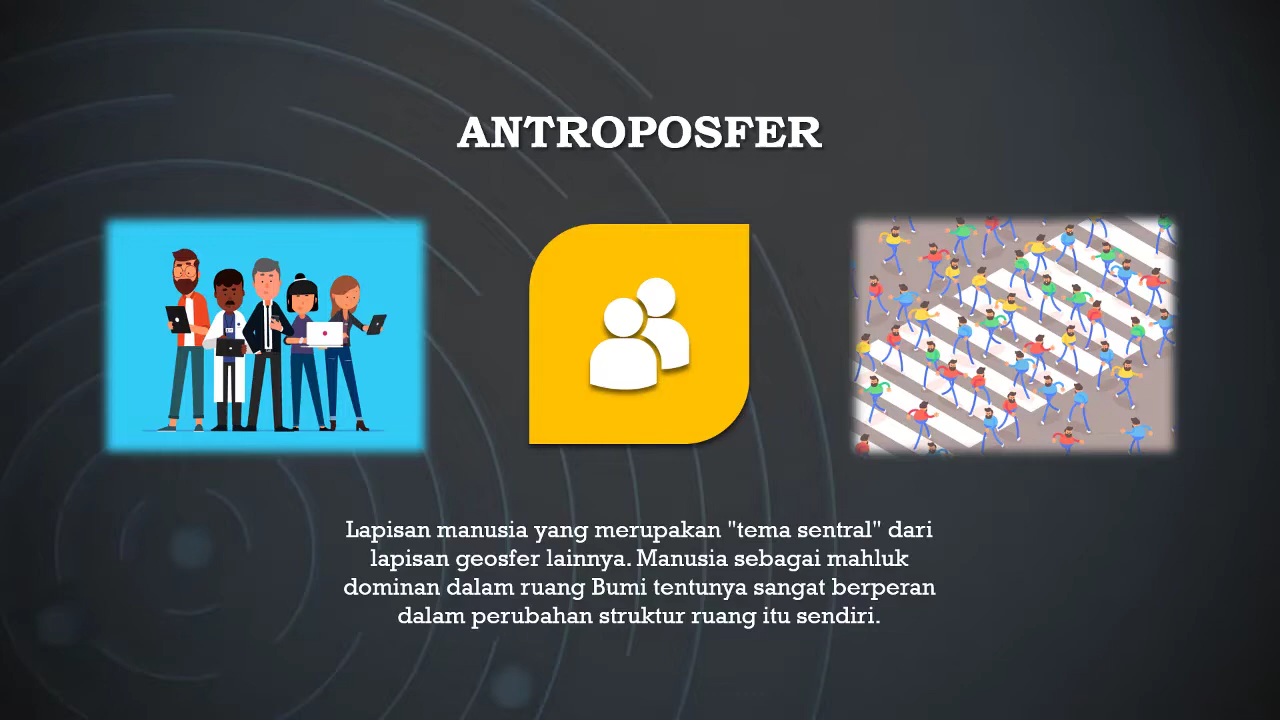 ANTROPOSFER
Lapisan manusia yang merupakan "tema sentral" dari
lapisan geosfer lainnya. Manusia sebagai mahluk
dominan dalam ruang Bumi tentunya sangat berperan
dalam perubahan struktur ruang itu sendiri.